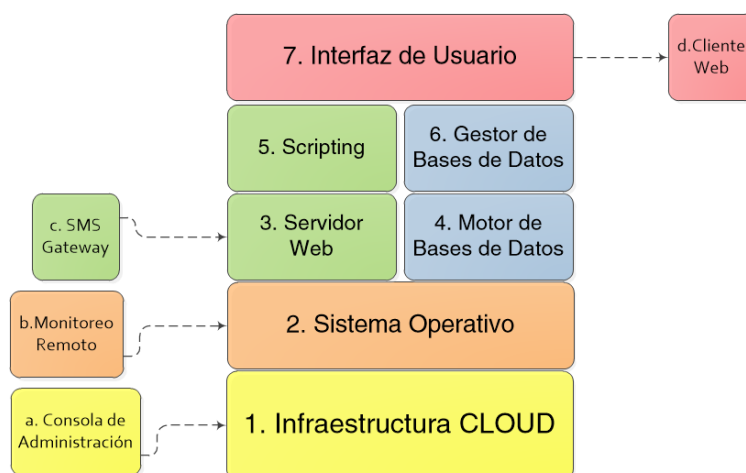 7. Interfaz de Usuario
d.Cliente
Web
5. Scripting
6. Gestor de
Bases de Datos
c. SMS
Gateway
3. Servidor
Web
4. Motor de
Bases de Datos
b.Monitoreo
Remoto
2. Sistema Operativo
a. Consola de
Administración
1. Infraestructura CLOUD